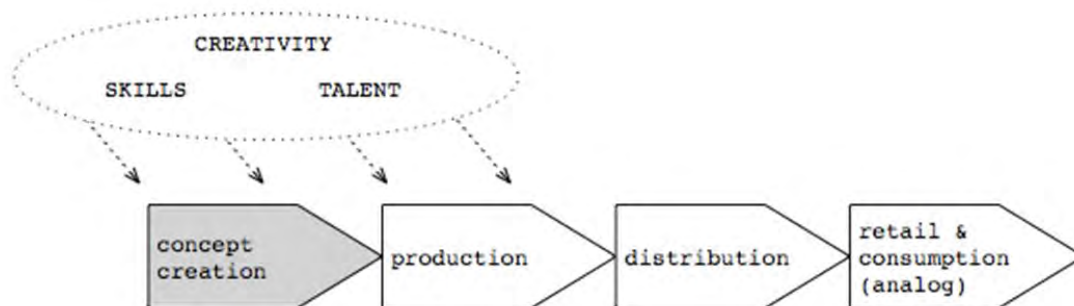 CREATIVITY
SKILLS TALENT
concept
creation
production
distribution
retail &
consumption
(analog)